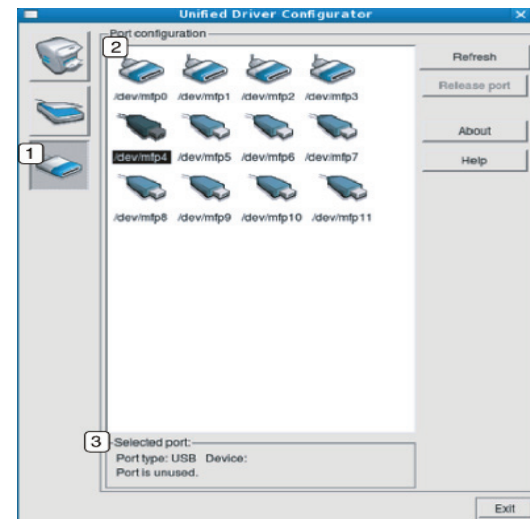 Unified Driver Configurator
Port configuration
2
/dev/mfp0 /dev/mfp1 /dev/mfp2 /dev/mfp3
/dev/mfp4 /dev/mfp5 /dev/mfp6 /dev/mfp7
/dev/mfp8 /dev/mfp9 /dev/mfp10 /dev/mfp11
1
Refresh
Release port
About
Help
3
Selected port:
Port type: USB Device:
Port is unused.
Exit